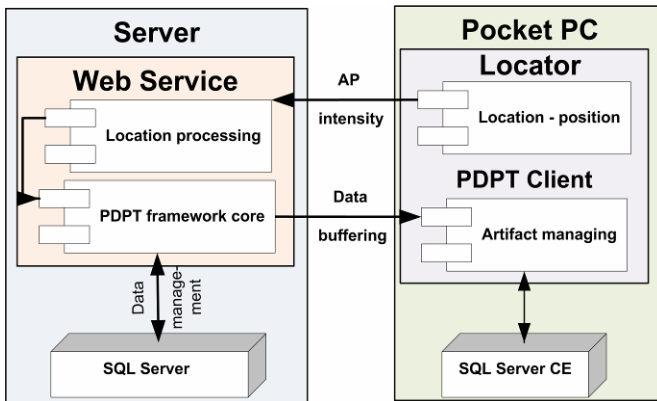 Server
Web Service
Location processing
PDPT framework core
Data
manage-
ment
SQL Server
AP
intensity
Data
buffering
Pocket PC
Locator
Location - position
PDPT Client
Artifact managing
SQL Server CE